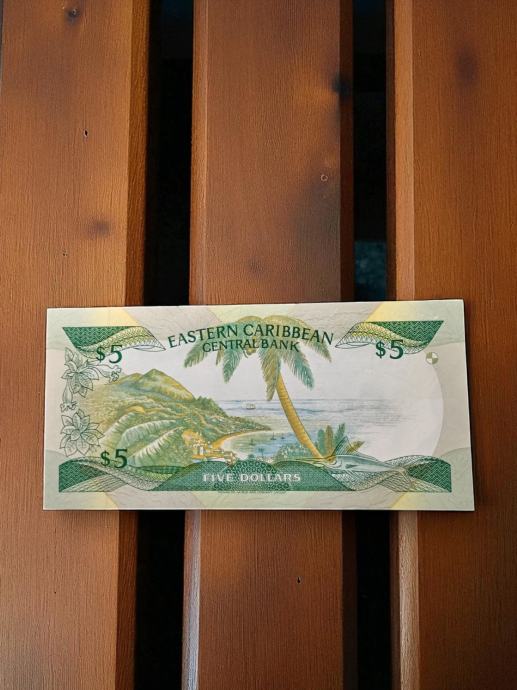 EASTERN CARIBBEAN
CENTRAL BANK
$5
$5
$5
FIVE DOLLARS